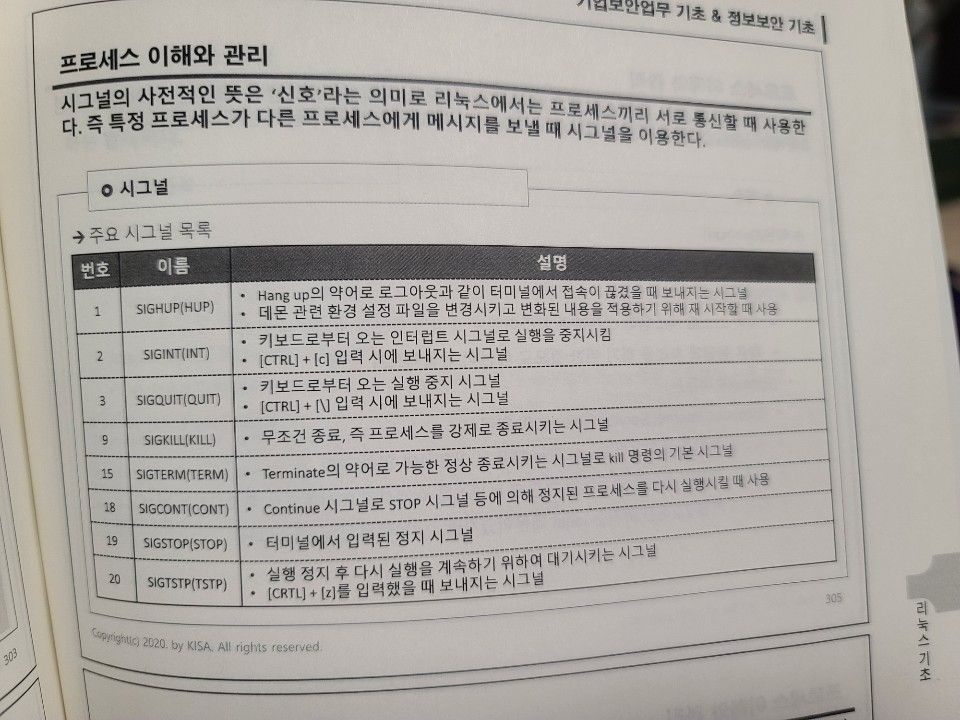 기업보안업무 기초 & 정보보안 기초
프로세스 이해와 관리
시그널의 사전적인 뜻은 ‘신호’라는 의미로 리눅스에서는 프로세스끼리 서로 통신할 때 사용한
다. 즉 특정 프로세스가 다른 프로세스에게 메시지를 보낼 때 시그널을 이용한다.
시그널
→ 주요 시그널 목록
번호 이름 설명
1 SIGHUP(HUP)
• Hang up의 약어로 로그아웃과 같이 터미널에서 접속이 끊겼을 때 보내지는 시그널
• 데몬 관련 환경 설정 파일을 변경시키고 변화된 내용을 적용하기 위해 재 시작할 때 사용
2 SIGINT(INT)
• 키보드로부터 오는 인터럽트 시그널로 실행을 중지시킴
• [CTRL] + [c] 입력 시에 보내지는 시그널
3 SIGQUIT(QUIT)
• 키보드로부터 오는 실행 중지 시그널
• [CTRL] + [\] 입력 시에 보내지는 시그널
9 SIGKILL(KILL) • 무조건 종료, 즉 프로세스를 강제로 종료시키는 시그널
15 SIGTERM(TERM) • Terminate의 약어로 가능한 정상 종료시키는 시그널로 kill 명령의 기본 시그널
18 SIGCONT(CONT) • Continue 시그널로 STOP 시그널 등에 의해 정지된 프로세스를 다시 실행시킬 때 사용
19 SIGSTOP(STOP) • 터미널에서 입력된 정지 시그널
20 SIGTSTP(TSTP)
• 실행 정지 후 다시 실행을 계속하기 위하여 대기시키는 시그널
• [CRTL] + [z]를 입력했을 때 보내지는 시그널
305
Copyright(c) 2020. by KISA. All rights reserved.
303
리눅스 기초